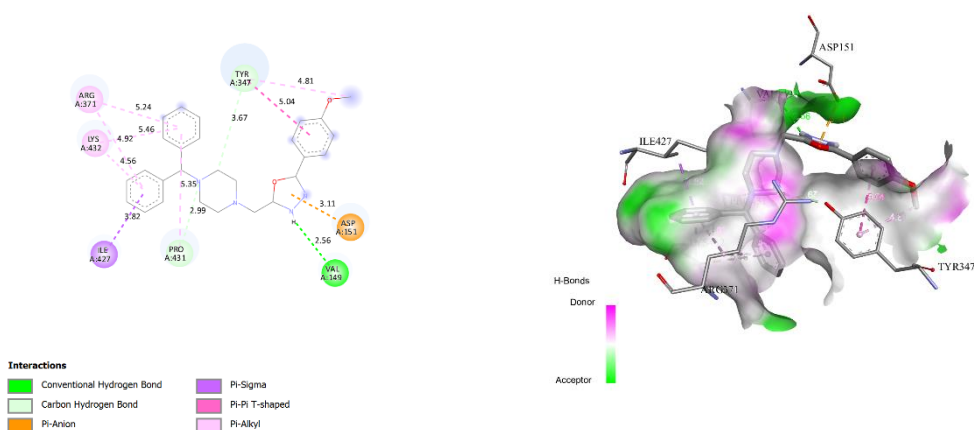 TYR
A:347
4.81
ARG
A:371
5.24
5.04
3.67
LYS
A:432
4.92
5.46
4.56
5.35
3.82
2.99
3.11
ASP
A:151
ILE
A:427
PRO
A:431
H
2.56
VAL
A:149
Interactions
Conventional Hydrogen Bond
Carbon Hydrogen Bond
Pi-Anion
Pi-Sigma
Pi-Pi T-shaped
Pi-Alkyl
ASP151
ILE427
TYR347
ARG371
H-Bonds
Donor
Acceptor